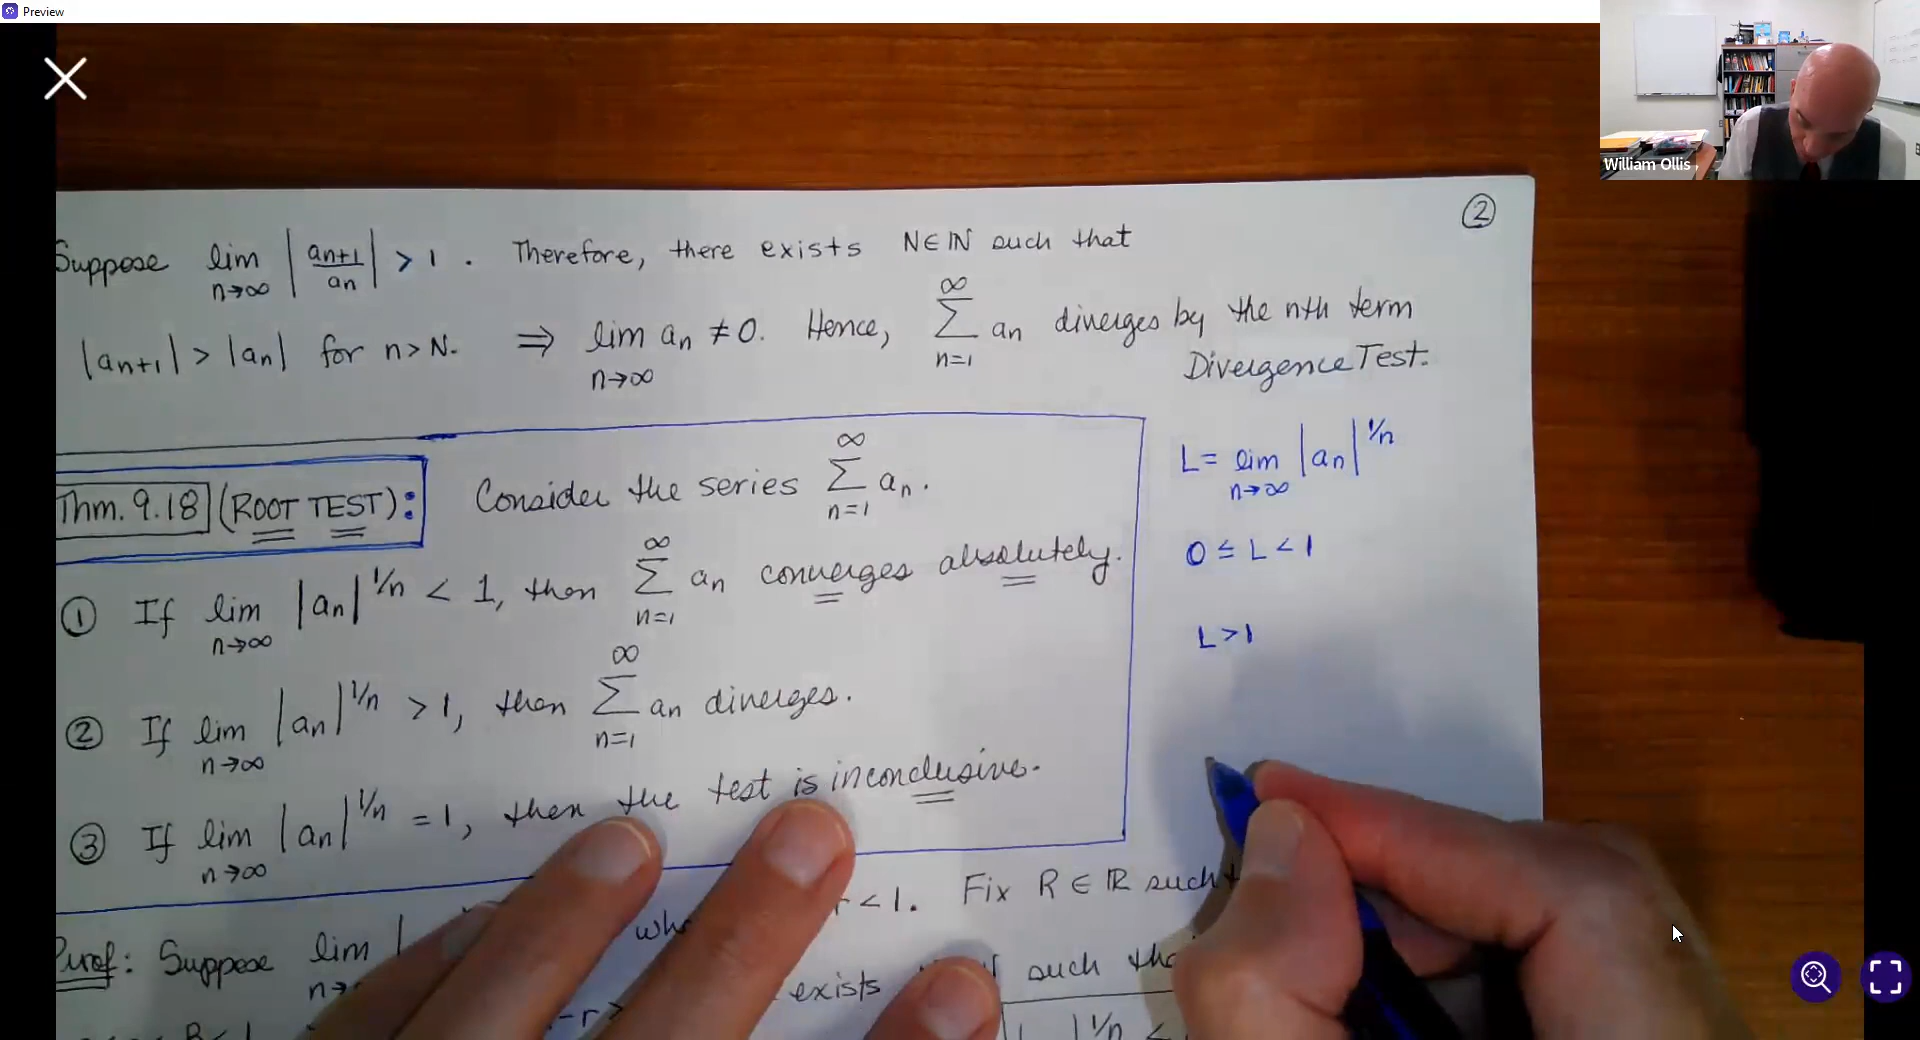 Preview
William Ollis
②
Suppose lim n→∞ |an+1/an| > 1. Therefore, there exists N∈ℕ such that
|an+1| > |an| for n > N. ⇒ lim n→∞ an ≠ 0. Hence, ∞ Σ n=1 an diverges by the nth term
Divergence Test.
Thm. 9.18 (ROOT TEST): Consider the series ∞ Σ n=1 an.
① If lim n→∞ |an|^1/n < 1, then ∞ Σ n=1 an converges absolutely.
② If lim n→∞ |an|^1/n > 1, then ∞ Σ n=1 an diverges.
③ If lim n→∞ |an|^1/n = 1, then the test is inconclusive.
L = lim n→∞ |an|^1/n
0 ≤ L < 1
L > 1
Proof: Suppose lim r < 1. Fix R ∈ ℝ such
exists such